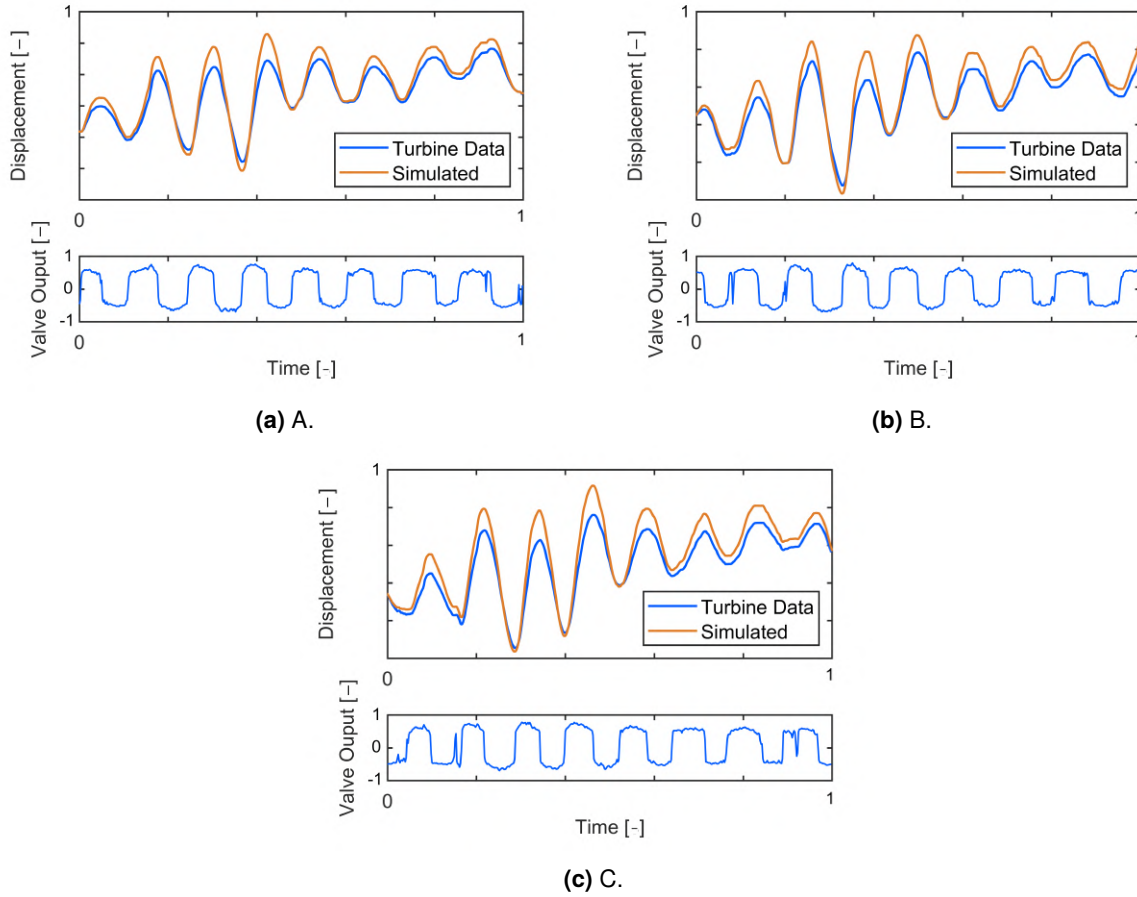 1
Displacement [−]
Turbine Data
Simulated
0
1
Valve Ouput [−]
1
0
-1
0
1
Time [-]
(a) A.
1
Displacement [−]
Turbine Data
Simulated
0
1
Valve Ouput [−]
1
0
-1
0
1
Time [-]
(b) B.
1
Displacement [−]
Turbine Data
Simulated
0
1
Valve Ouput [−]
1
0
-1
0
1
Time [-]
(c) C.